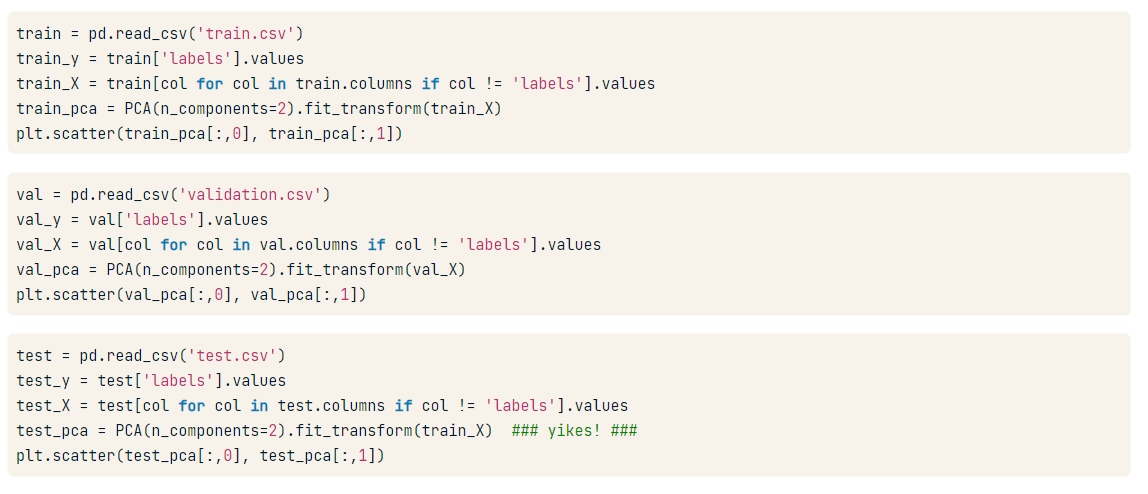 train = pd.read_csv('train.csv')
train_y = train['labels'].values
train_X = train[col for col in train.columns if col != 'labels'].values
train_pca = PCA(n_components=2).fit_transform(train_X)
plt.scatter(train_pca[:,0], train_pca[:,1])
val = pd.read_csv('validation.csv')
val_y = val['labels'].values
val_X = val[col for col in val.columns if col != 'labels'].values
val_pca = PCA(n_components=2).fit_transform(val_X)
plt.scatter(val_pca[:,0], val_pca[:,1])
test = pd.read_csv('test.csv')
test_y = test['labels'].values
test_X = test[col for col in test.columns if col != 'labels'].values
test_pca = PCA(n_components=2).fit_transform(train_X)  ### yikes! ###
plt.scatter(test_pca[:,0], test_pca[:,1])